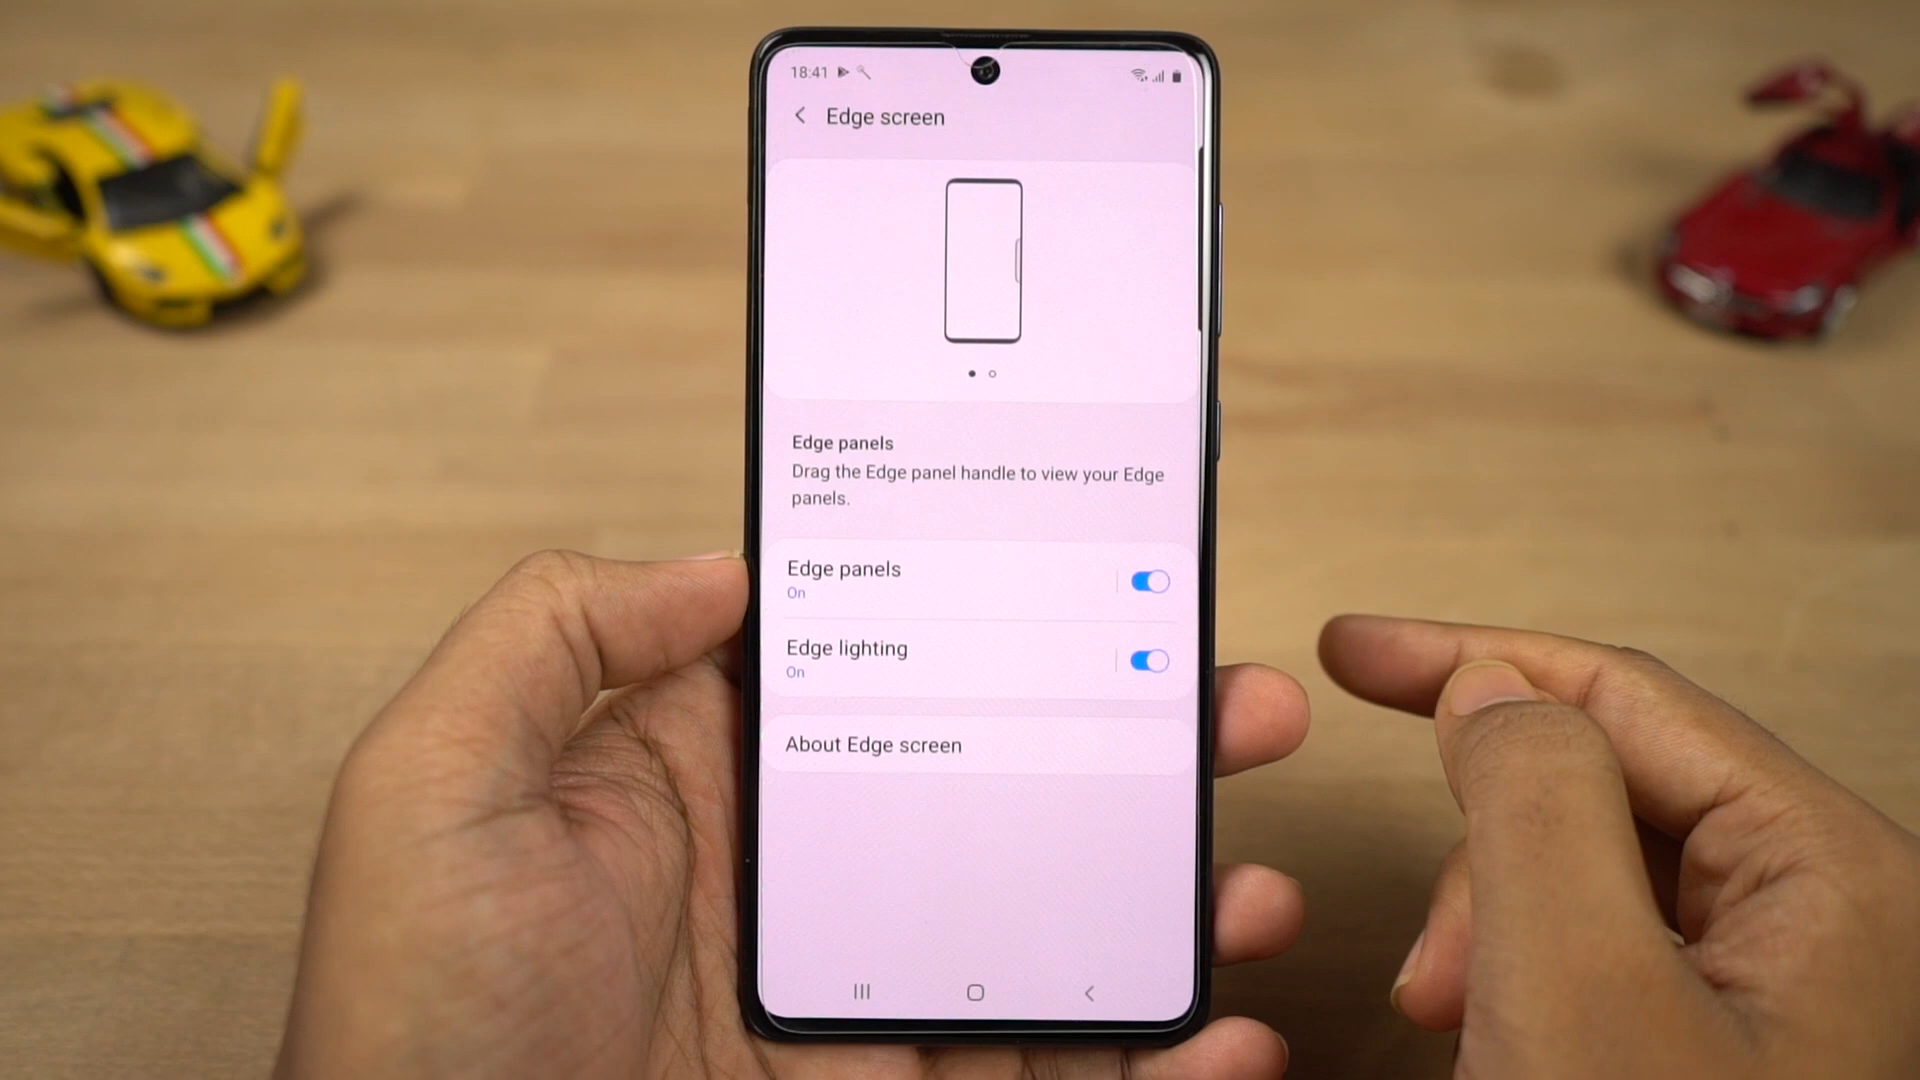 18:41
Edge screen
Edge panels
Drag the Edge panel handle to view your Edge
panels.
Edge panels
On
Edge lighting
On
About Edge screen